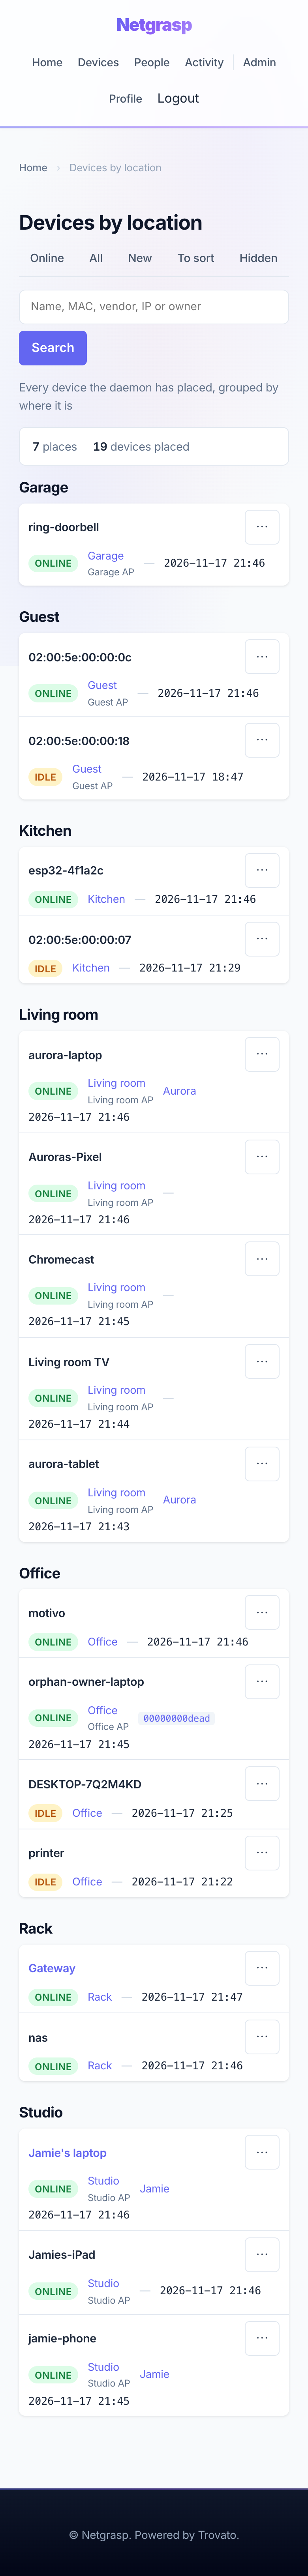 Netgrasp
Home Devices People Activity Admin
Profile Logout
Home › Devices by location
Devices by location
Online All New To sort Hidden
Name, MAC, vendor, IP or owner
Search
Every device the daemon has placed, grouped by
where it is
7 places 19 devices placed
Garage
ring-doorbell ···
ONLINE Garage — 2026-11-17 21:46
Garage AP
Guest
02:00:5e:00:00:0c ···
ONLINE Guest — 2026-11-17 21:46
Guest AP
02:00:5e:00:00:18 ···
IDLE Guest — 2026-11-17 18:47
Guest AP
Kitchen
esp32-4f1a2c ···
ONLINE Kitchen — 2026-11-17 21:46
02:00:5e:00:00:07 ···
IDLE Kitchen — 2026-11-17 21:29
Living room
aurora-laptop ···
ONLINE Living room Aurora
Living room AP
2026-11-17 21:46
Auroras-Pixel ···
ONLINE Living room —
Living room AP
2026-11-17 21:46
Chromecast ···
ONLINE Living room —
Living room AP
2026-11-17 21:45
Living room TV ···
ONLINE Living room —
Living room AP
2026-11-17 21:44
aurora-tablet ···
ONLINE Living room Aurora
Living room AP
2026-11-17 21:43
Office
motivo ···
ONLINE Office — 2026-11-17 21:46
orphan-owner-laptop ···
ONLINE Office 00000000dead
Office AP
2026-11-17 21:45
DESKTOP-7Q2M4KD ···
IDLE Office — 2026-11-17 21:25
printer ···
IDLE Office — 2026-11-17 21:22
Rack
Gateway ···
ONLINE Rack — 2026-11-17 21:47
nas ···
ONLINE Rack — 2026-11-17 21:46
Studio
Jamie's laptop ···
ONLINE Studio Jamie
Studio AP
2026-11-17 21:46
Jamies-iPad ···
ONLINE Studio — 2026-11-17 21:46
Studio AP
jamie-phone ···
ONLINE Studio Jamie
Studio AP
2026-11-17 21:45
© Netgrasp. Powered by Trovato.